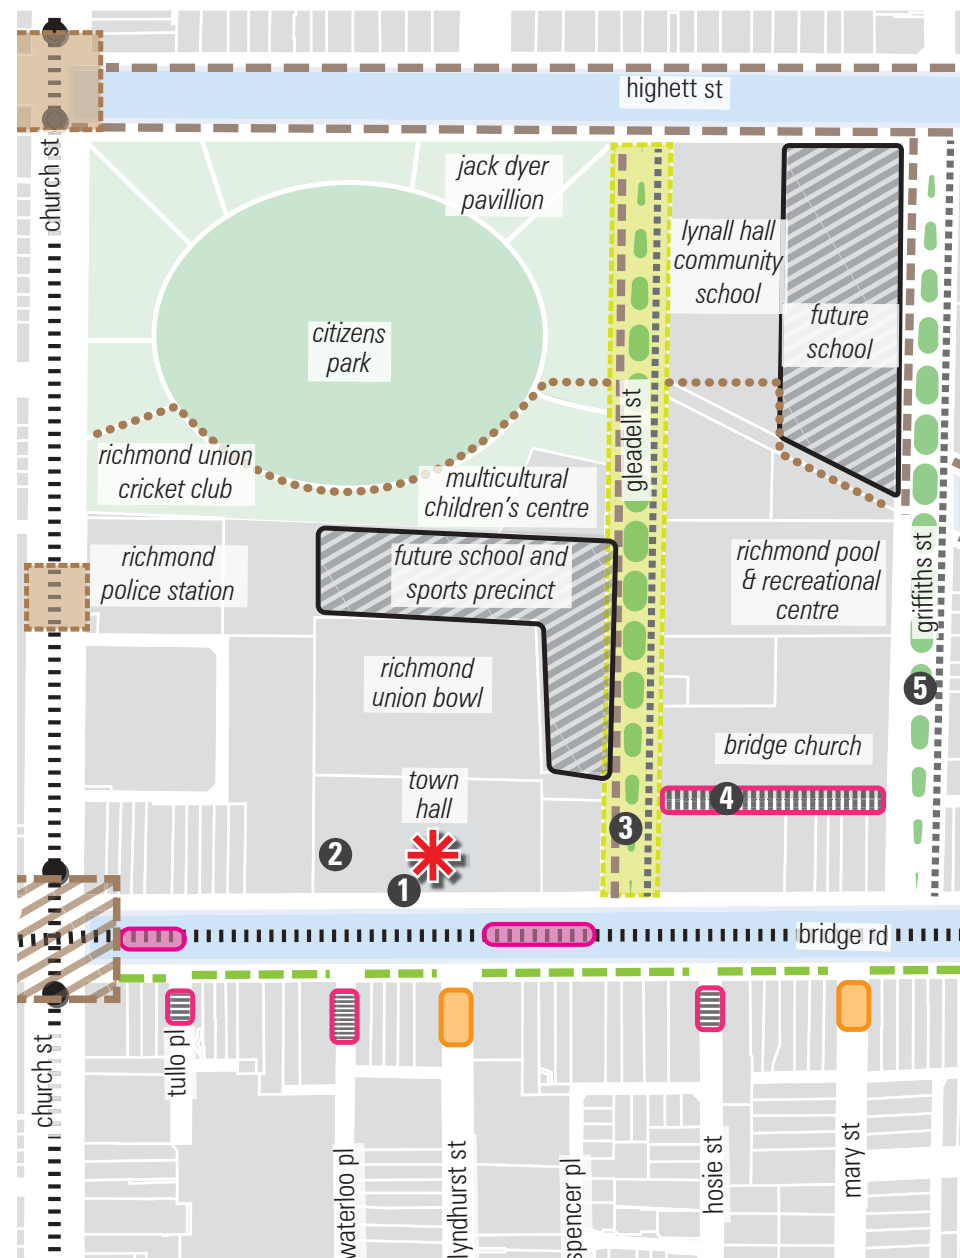 highett st
church st
jack dyer
pavillion
lynall hall
community
school
future
school
citizens
park
gleadell st
richmond union
cricket club
multicultural
children's centre
richmond
police station
future school and
sports precinct
richmond pool
& recreational
centre
griffiths st
richmond
union bowl
5
bridge church
town
hall
4
3
2
1
bridge rd
church st
tullo pl
waterloo pl
lyndhurst st
spencer pl
hosie st
mary st